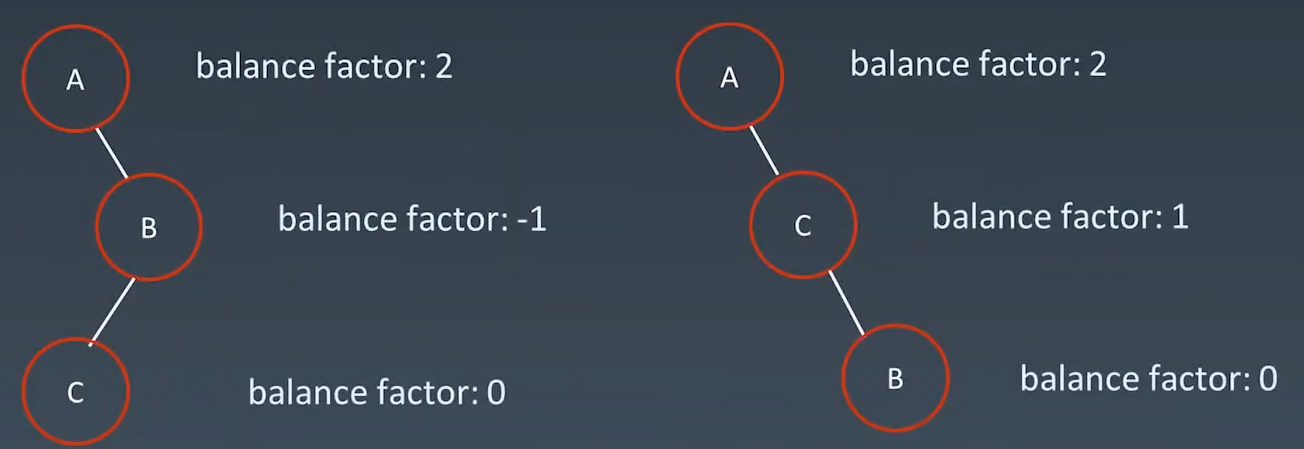 A
balance factor: 2
B
balance factor: -1
C
balance factor: 0
A
balance factor: 2
C
balance factor: 1
B
balance factor: 0